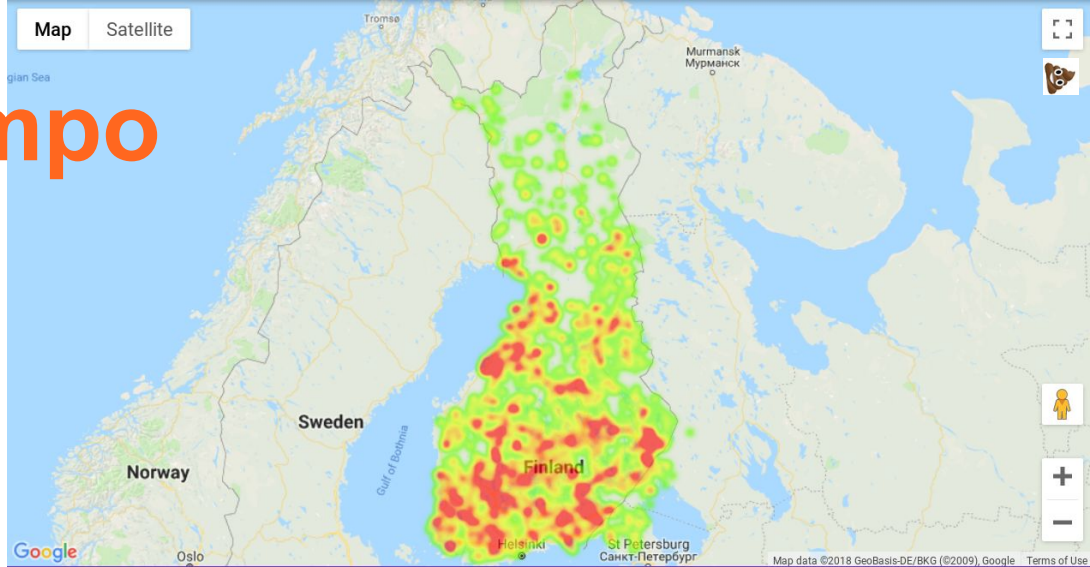 Map Satellite
Tromsø
Murmansk
Мурманск
gian Sea
mpo
Sweden
Gulf of Bothnia
Norway
Finland
Helsinki
St Petersburg
Санкт-Петербург
Oslo
Google
Map data ©2018 GeoBasis-DE/BKG (©2009), Google Terms of Use